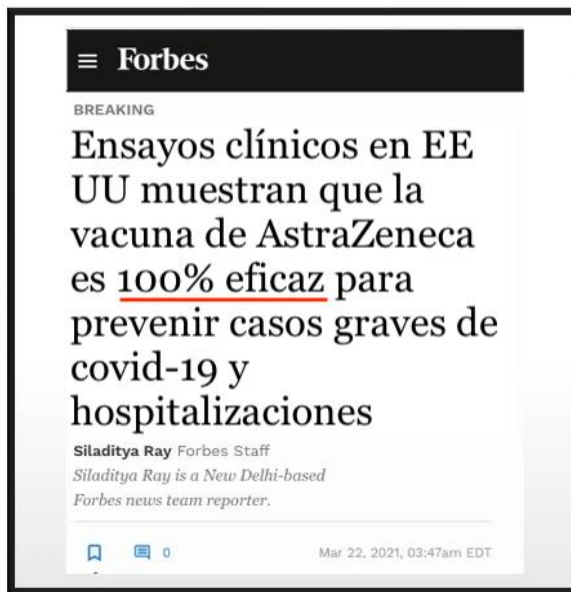 Forbes
BREAKING
Ensayos clínicos en EE
UU muestran que la
vacuna de AstraZeneca
es 100% eficaz para
prevenir casos graves de
covid-19 y
hospitalizaciones
Siladitya Ray Forbes Staff
Siladitya Ray is a New Delhi-based
Forbes news team reporter.
0
Mar 22, 2021, 03:47am EDT